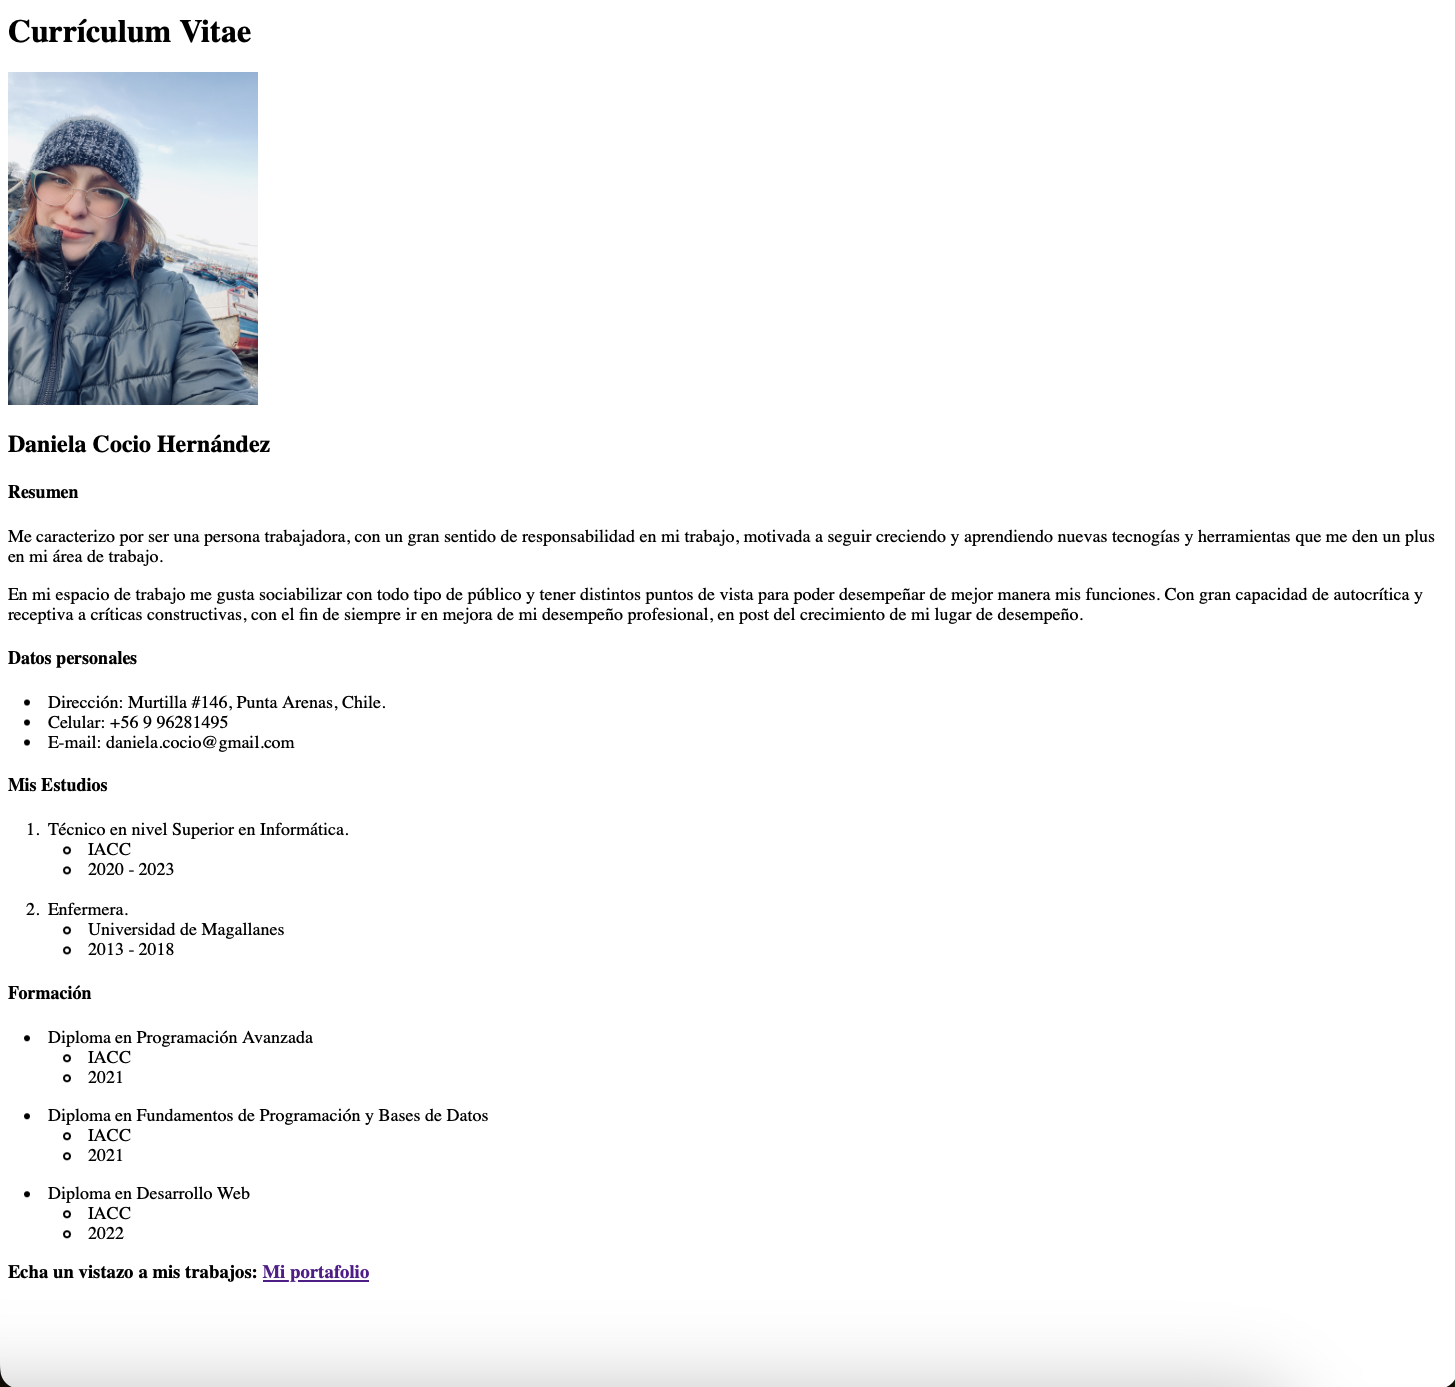 Currículum Vitae
Daniela Cocio Hernández
Resumen
Me caracterizo por ser una persona trabajadora, con un gran sentido de responsabilidad en mi trabajo, motivada a seguir creciendo y aprendiendo nuevas tecnogías y herramientas que me den un plus
en mi área de trabajo.
En mi espacio de trabajo me gusta sociabilizar con todo tipo de público y tener distintos puntos de vista para poder desempeñar de mejor manera mis funciones. Con gran capacidad de autocrítica y
receptiva a críticas constructivas, con el fin de siempre ir en mejora de mi desempeño profesional, en post del crecimiento de mi lugar de desempeño.
Datos personales
• Dirección: Murtilla #146, Punta Arenas, Chile.
• Celular: +56 9 96281495
• E-mail: daniela.cocio@gmail.com
Mis Estudios
1. Técnico en nivel Superior en Informática.
IACC
2020 - 2023
2. Enfermera.
Universidad de Magallanes
2013 - 2018
Formación
• Diploma en Programación Avanzada
IACC
2021
• Diploma en Fundamentos de Programación y Bases de Datos
IACC
2021
• Diploma en Desarrollo Web
IACC
2022
Echa un vistazo a mis trabajos: Mi portafolio